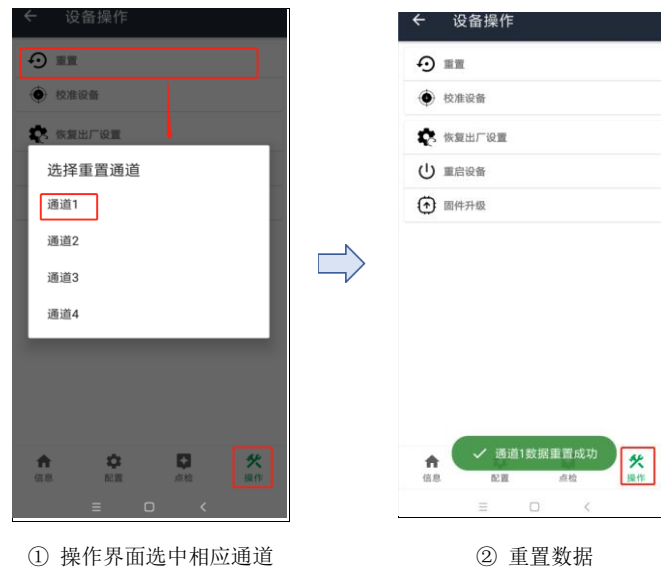 设备操作
重置
校准设备
恢复出厂设置
选择重置通道
通道1
通道2
通道3
通道4
信息
配置
点检
操作
① 操作界面选中相应通道
设备操作
重置
校准设备
恢复出厂设置
重启设备
固件升级
通道1数据重置成功
信息
配置
点检
操作
② 重置数据